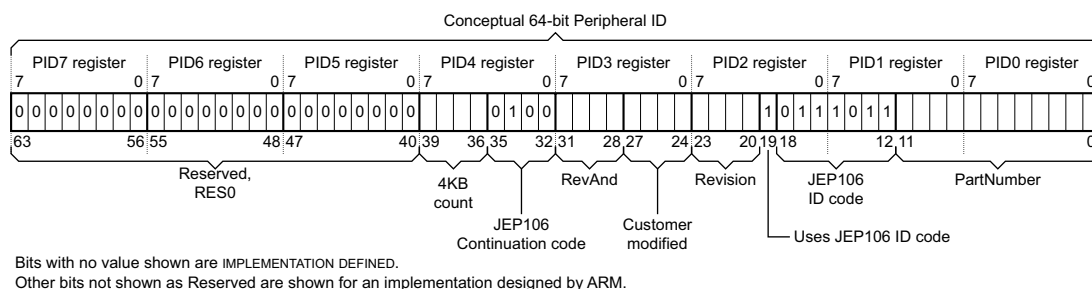 Conceptual 64-bit Peripheral ID
PID7 register PID6 register PID5 register PID4 register PID3 register PID2 register PID1 register PID0 register
7 0 7 0 7 0 7 0 7 0 7 0 7 0 7 0
0 0 0 0 0 0 0 0 0 0 0 0 0 0 0 0 0 0 0 0 0 0 0 0 0 1 0 0 1 0 1 1 1 0 1 1
63 56 55 48 47 40 39 36 35 32 31 28 27 24 23 20 19 18 12 11 0
Reserved, RES0
4KB count
JEP106 Continuation code
RevAnd
Customer modified
Revision
Uses JEP106 ID code
JEP106 ID code
PartNumber
Bits with no value shown are IMPLEMENTATION DEFINED.
Other bits not shown as Reserved are shown for an implementation designed by ARM.